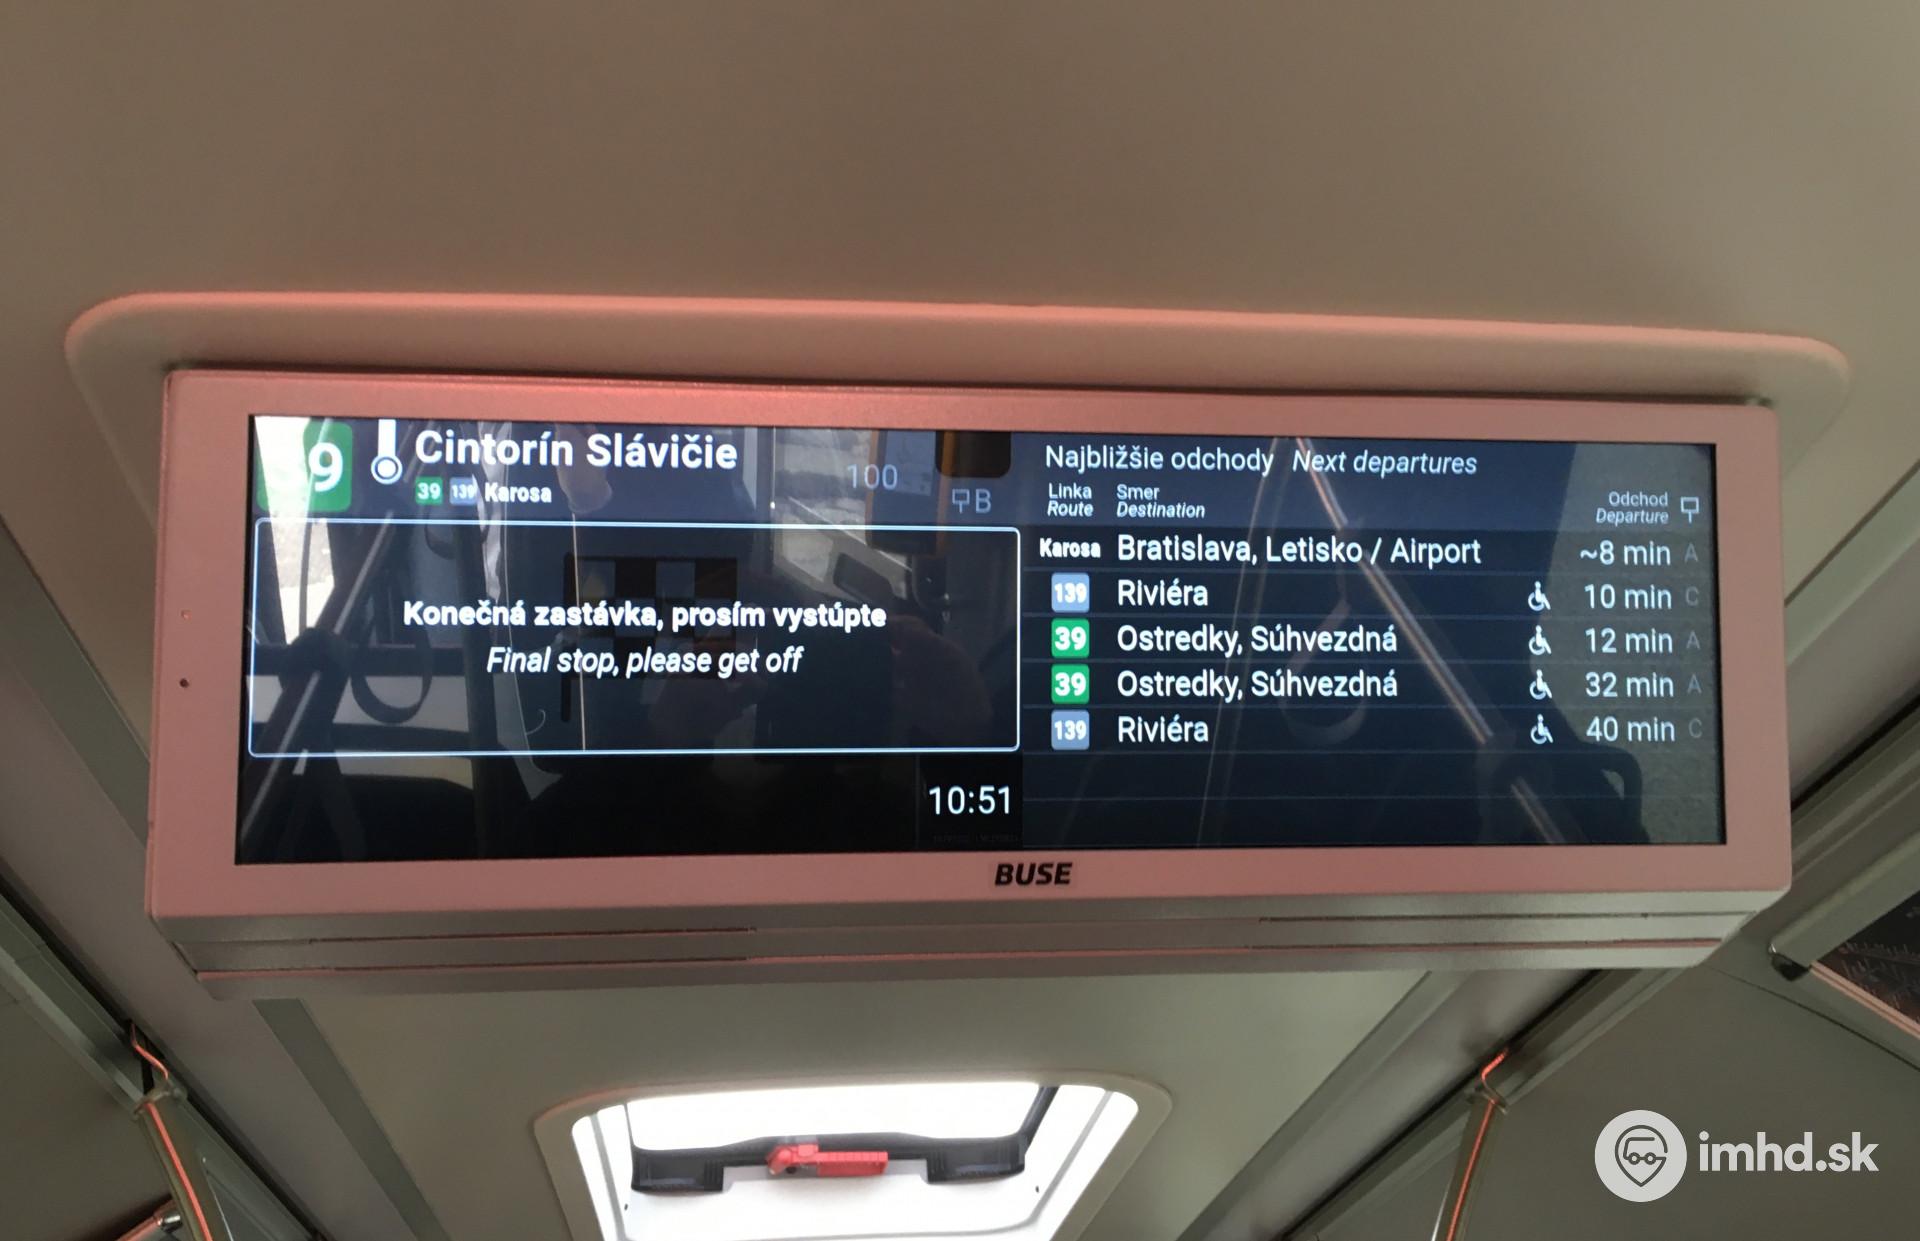 9
Cintorín Slávičie
39 139 Karosa
100
B
Konečná zastávka, prosím vystúpte
Final stop, please get off
10:51
Najbližšie odchody Next departures
Linka Smer Odchod
Route Destination Departure
Karosa Bratislava, Letisko / Airport ~8 min A
139 Riviéra 10 min C
39 Ostredky, Súhvezdná 12 min A
39 Ostredky, Súhvezdná 32 min A
139 Riviéra 40 min C
BUSE
imhd.sk